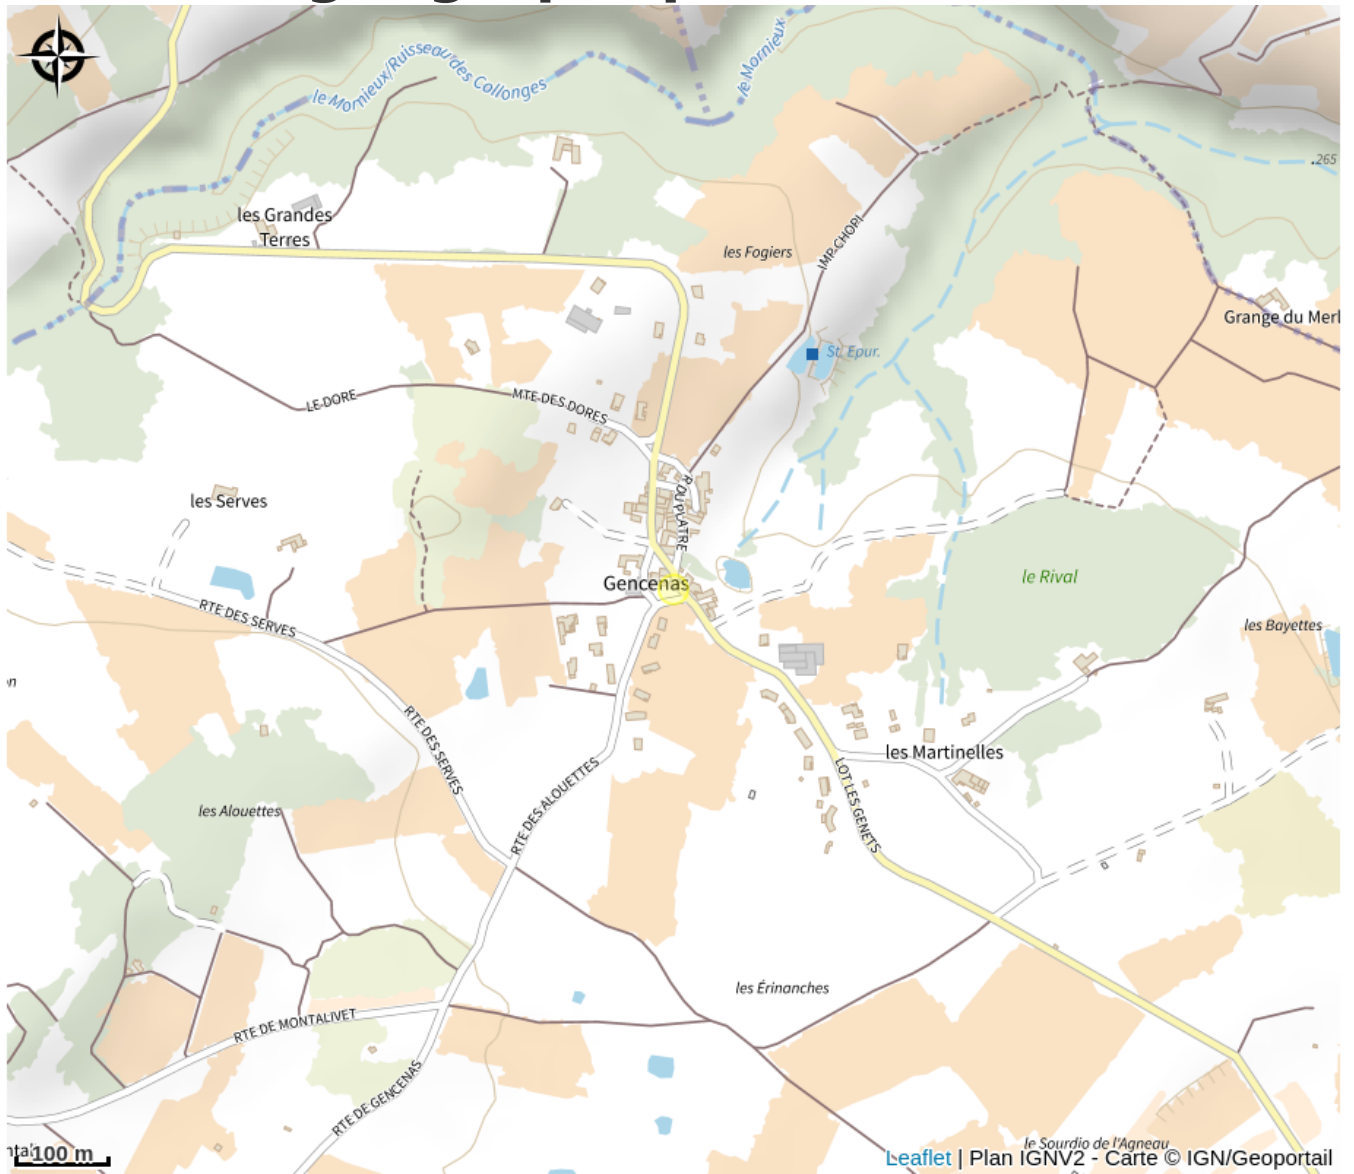 le Mornieux/Ruisseau des Collonges
le Mornieux
.265
les Grandes
Terres
les Fogiers
IMP CHOPI
Grange du Merl
St. Epur.
LE DORE
MTE DES DORES
les Serves
R DU PLATRE
Gencenas
le Rival
RTE DES SERVES
les Bayettes
on
RTE DES SERVES
les Martinelles
RTE DES ALOUETTES
LOT LES GENETS
les Alouettes
les Érinanches
RTE DE MONTALIVET
RTE DE GENCENAS
le Sourdio de l'Agneau
100 m
Leaflet | Plan IGNV2 - Carte © IGN/Geoportail